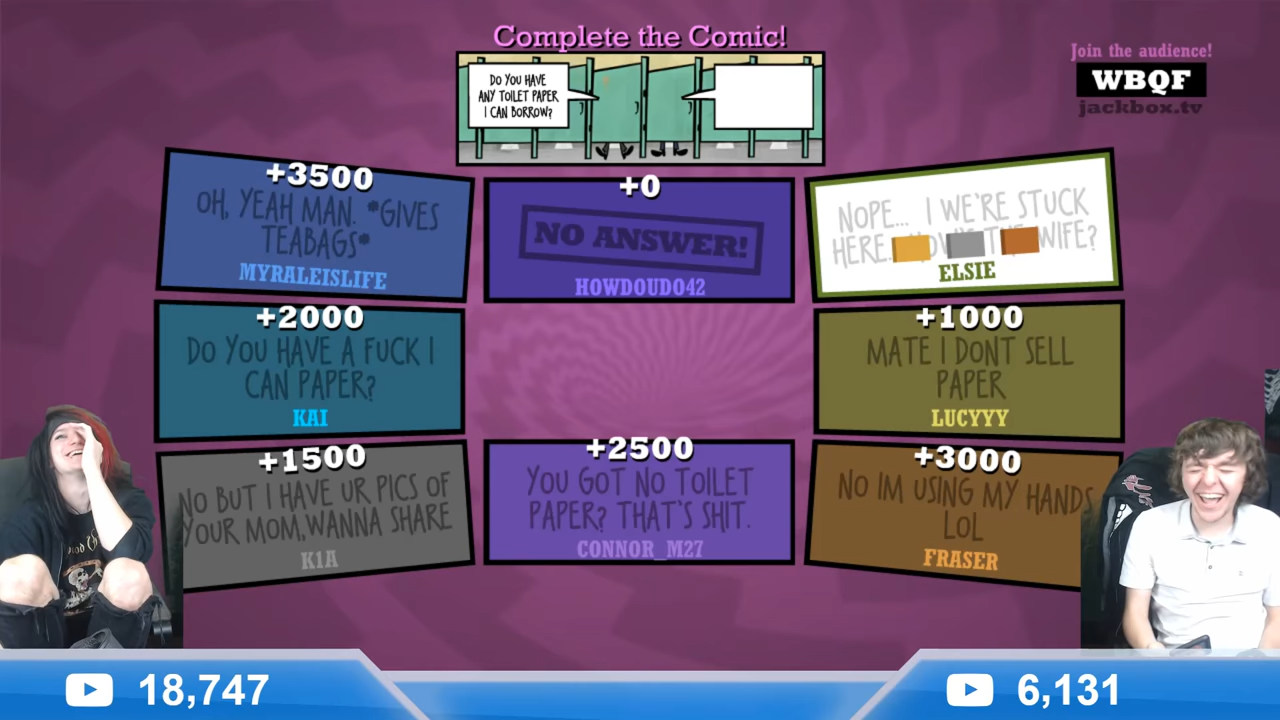 Complete the Comic!
Join the audience!
WBQF
jackbox.tv
DO YOU HAVE
ANY TOILET PAPER
I CAN BORROW?
+3500
OH, YEAH MAN. *GIVES
TEABAGS*
MYRALEISLIFE
+0
NO ANSWER!
HOWDOUDO42
NOPE... I WE'RE STUCK
HERE. HOW'S THE WIFE?
ELSIE
+2000
DO YOU HAVE A FUCK I
CAN PAPER?
KAI
+1000
MATE I DONT SELL
PAPER
LUCYYY
+1500
NO BUT I HAVE UR PICS OF
YOUR MOM,WANNA SHARE
K1A
+2500
YOU GOT NO TOILET
PAPER? THAT'S SHIT.
CONNOR_M27
+3000
NO IM USING MY HANDS
LOL
FRASER
18,747
6,131